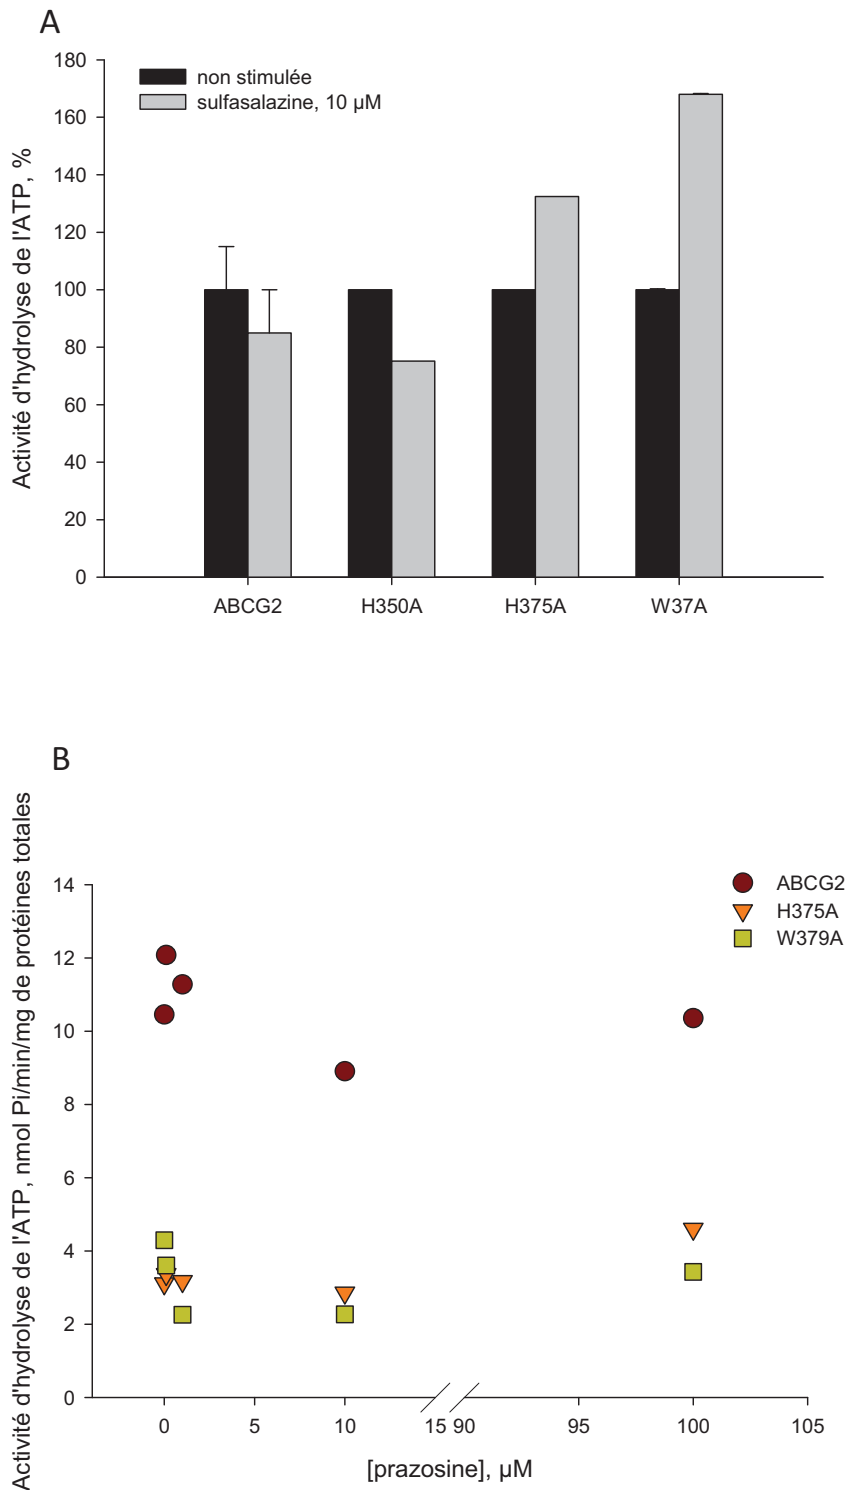 A
Activité d'hydrolyse de l'ATP, %
180
160
140
120
100
80
60
40
20
0
non stimulée
sulfasalazine, 10 µM
ABCG2 H350A H375A W37A
B
Activité d'hydrolyse de l'ATP, nmol Pi/min/mg de protéines totales
14
12
10
8
6
4
2
0
ABCG2
H375A
W379A
0 5 10 15 90 95 100 105
[prazosine], µM